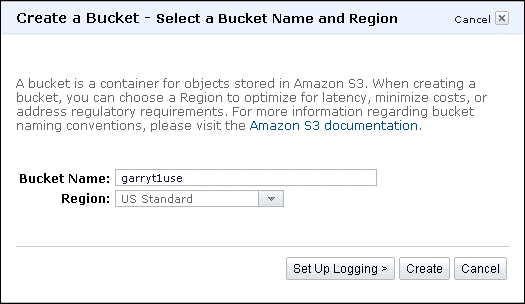 Create a Bucket - Select a Bucket Name and Region
Cancel
A bucket is a container for objects stored in Amazon S3. When creating a
bucket, you can choose a Region to optimize for latency, minimize costs, or
address regulatory requirements. For more information regarding bucket
naming conventions, please visit the Amazon S3 documentation.
Bucket Name: garryt1use
Region: US Standard
Set Up Logging > Create Cancel